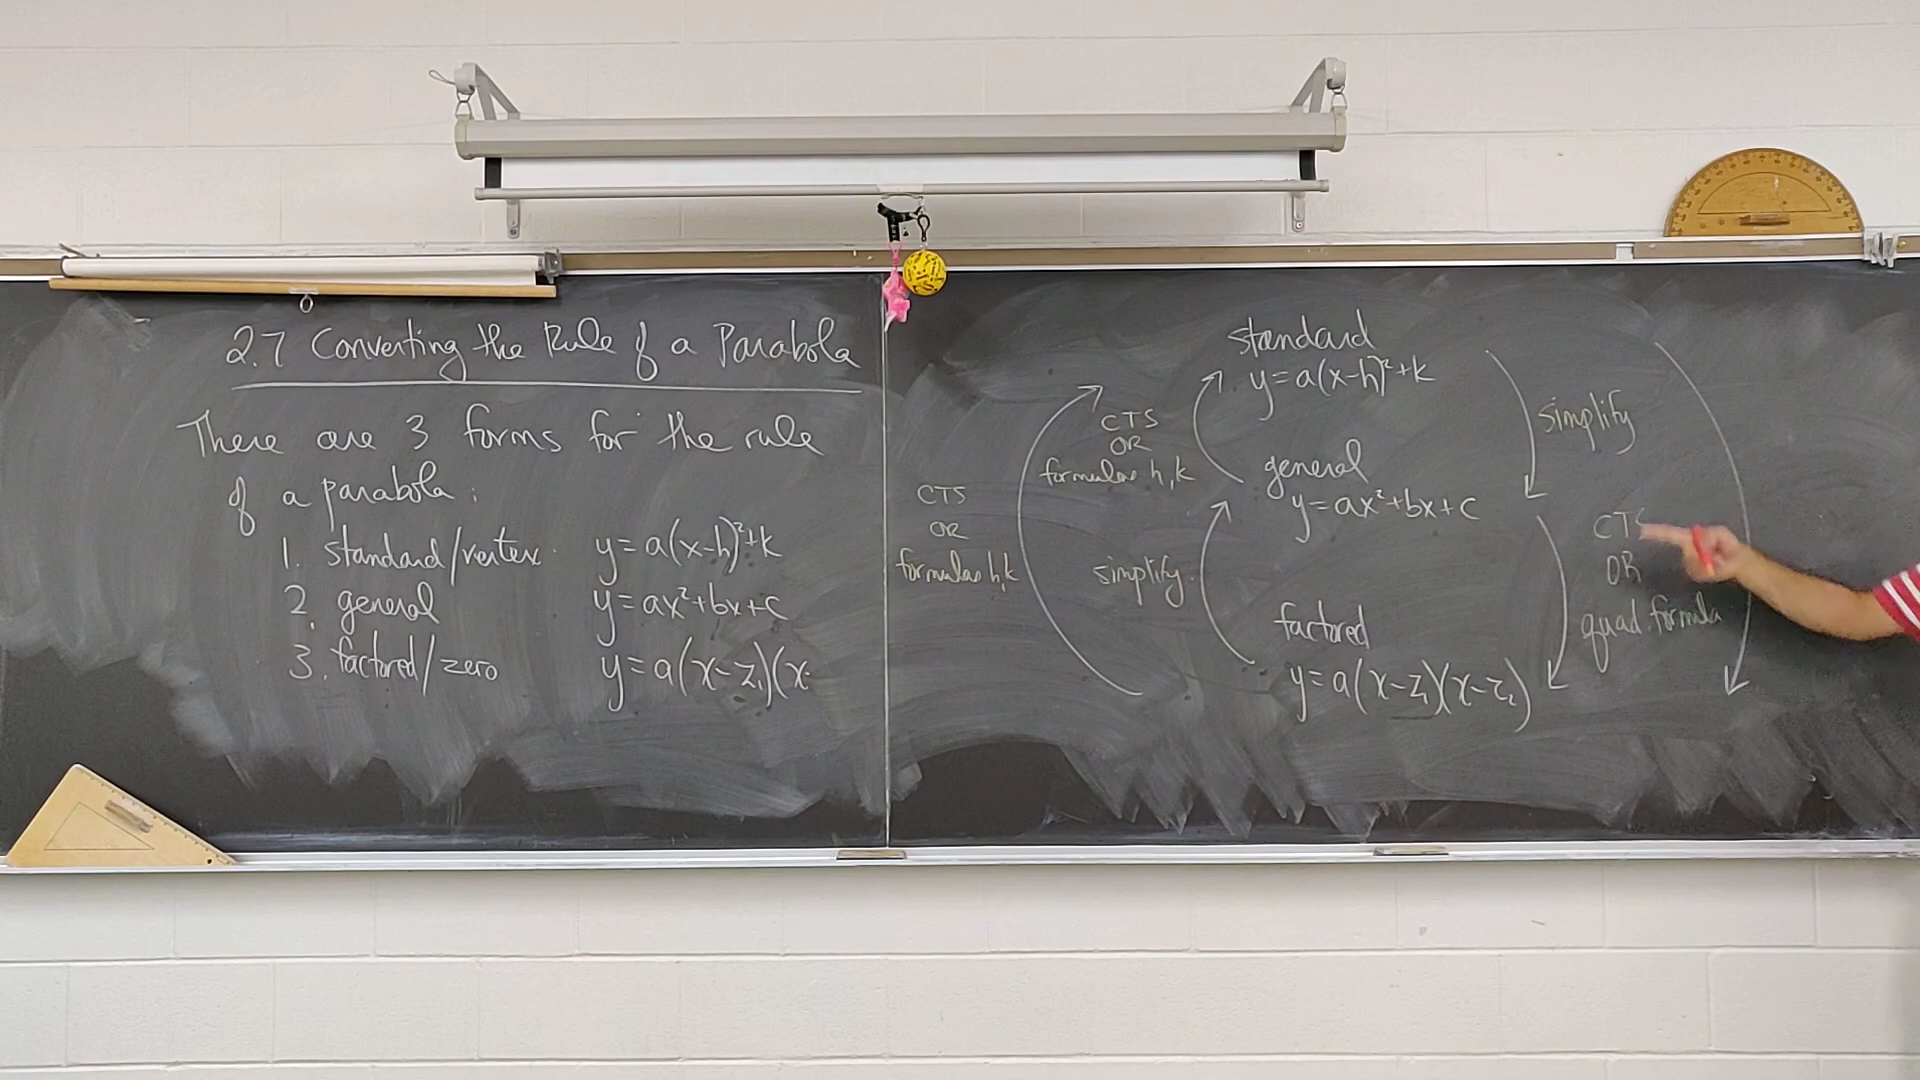 2.7 Converting the Rule of a Parabola
There are 3 forms for the rule
of a parabola:
1. standard/vertex y=a(x-h)²+k
2. general y=ax²+bx+c
3. factored/zero y=a(x-z₁)(x-
standard
y=a(x-h)²+k
general
y=ax²+bx+c
factored
y=a(x-z₁)(x-z₂)
CTS
OR
formulas h,k
CTS
OR
formulas h,k
simplify.
simplify
CTS
OR
quad. formula